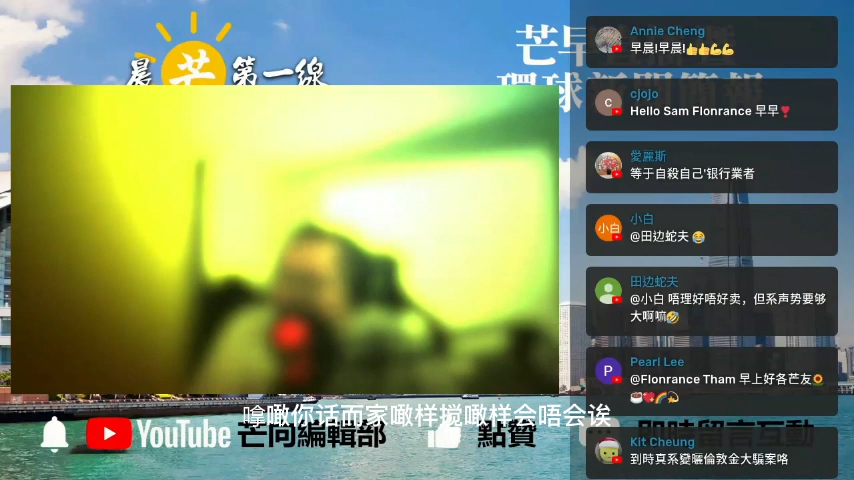 晨芒第一線
Annie Cheng
早晨!早晨!👍👍💪💪
cjojo
Hello Sam Flonrance 早早❣️
愛麗斯
等于自殺自己'银行業者
小白
@田边蛇夫 😂
田边蛇夫
@小白 唔理好唔好卖，但系声势要够
大啊嘛🤣
Pearl Lee
@Flonrance Tham 早上好各芒友🌻
Kit Cheung
到時真系變曬倫敦金大騙案咯
嗱噉你话而家噉样搅噉样会唔会诶
YouTube 芒向編輯部 點贊 即時留言互動